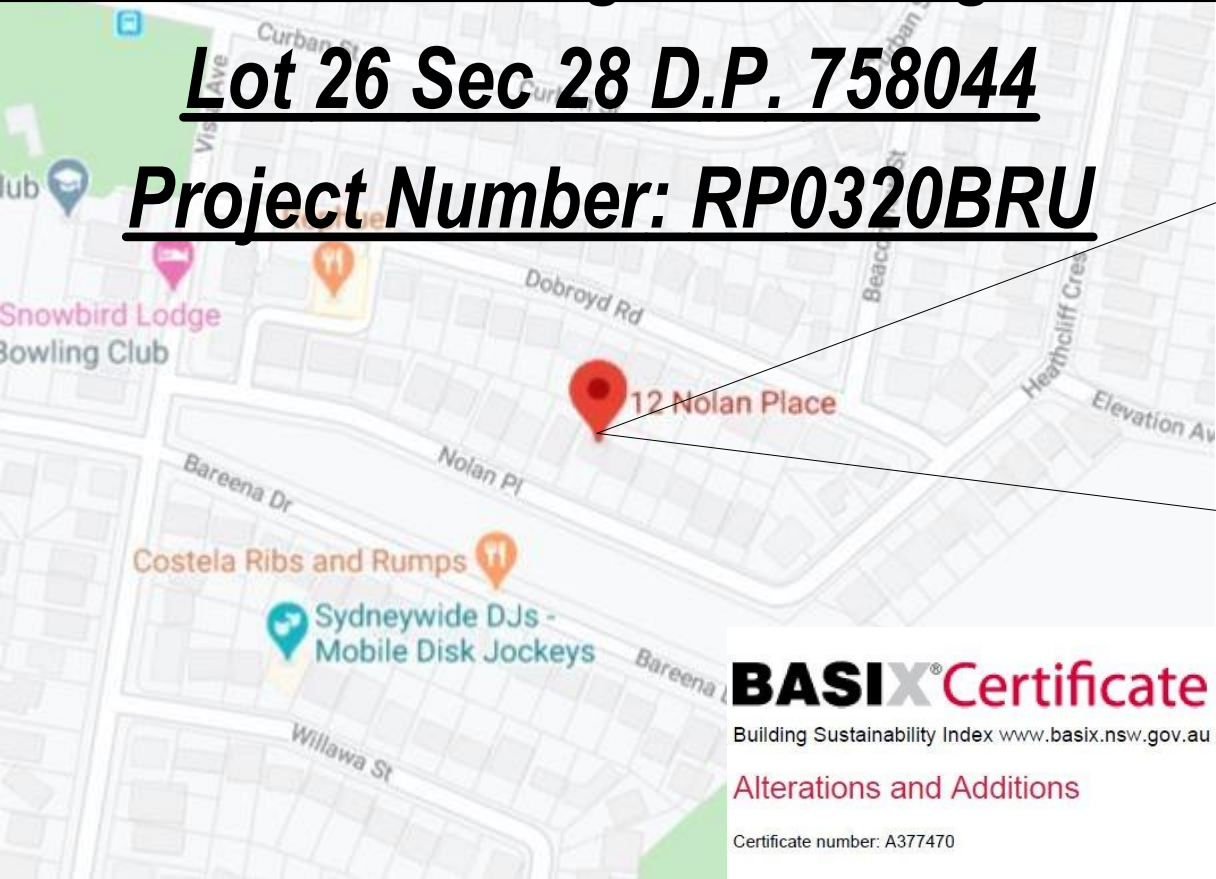 Curban St
Lot 26 Sec 28 D.P. 758044
Project Number: RP0320BRU
Snowbird Lodge
Bowling Club
Dobroyd Rd
Heathcliff Cres
12 Nolan Place
Elevation Av
Nolan Pl
Bareena Dr
Costela Ribs and Rumps
Sydneywide DJs -
Mobile Disk Jockeys
Bareena
Willawa St
BASIX® Certificate
Building Sustainability Index www.basix.nsw.gov.au
Alterations and Additions
Certificate number: A377470